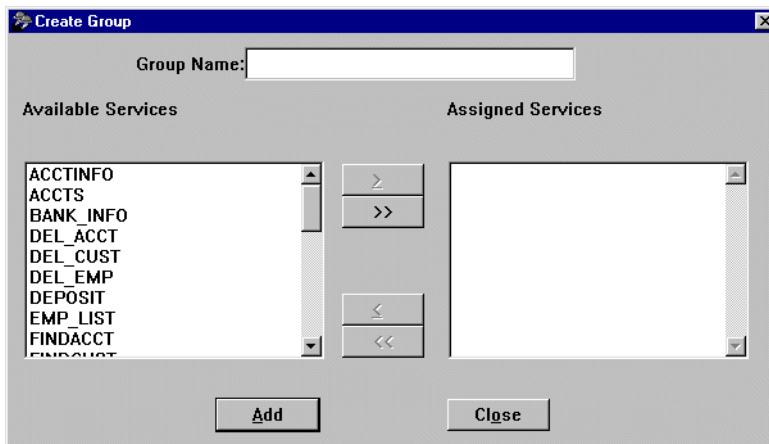 Create Group
Group Name:
Available Services
Assigned Services
ACCTINFO
ACCTS
BANK_INFO
DEL_ACCT
DEL_CUST
DEL_EMP
DEPOSIT
EMP_LIST
FINDACCT
>
>>
<
<<
Add
Close